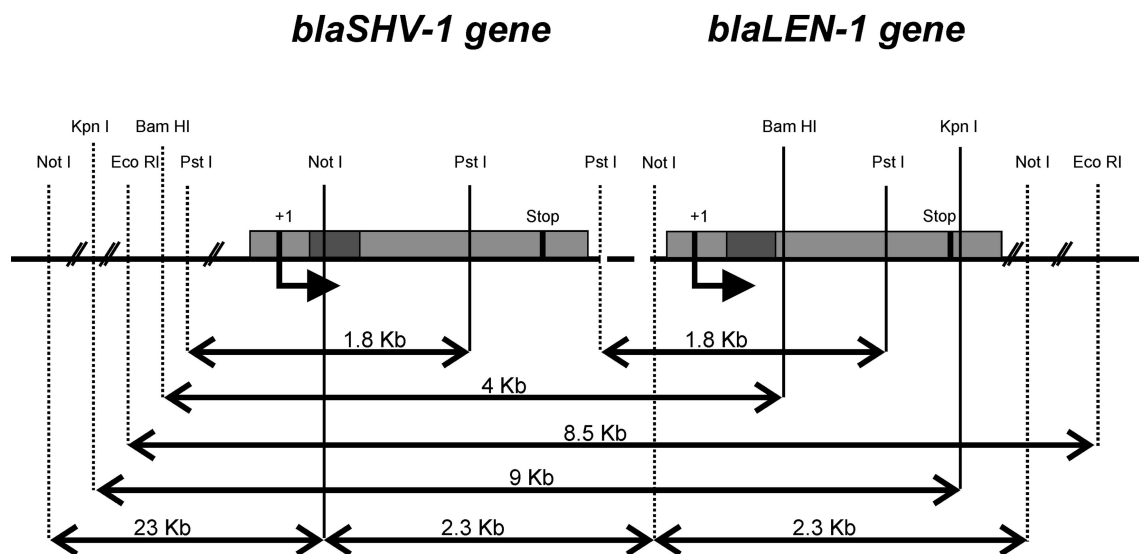 blaSHV-1 gene blaLEN-1 gene
Kpn I Bam HI Bam HI Kpn I
Not I Eco RI Pst I Not I Pst I Pst I Not I Pst I Not I Eco RI
+1 Stop +1 Stop
1.8 Kb 1.8 Kb
4 Kb
8.5 Kb
9 Kb
23 Kb 2.3 Kb 2.3 Kb